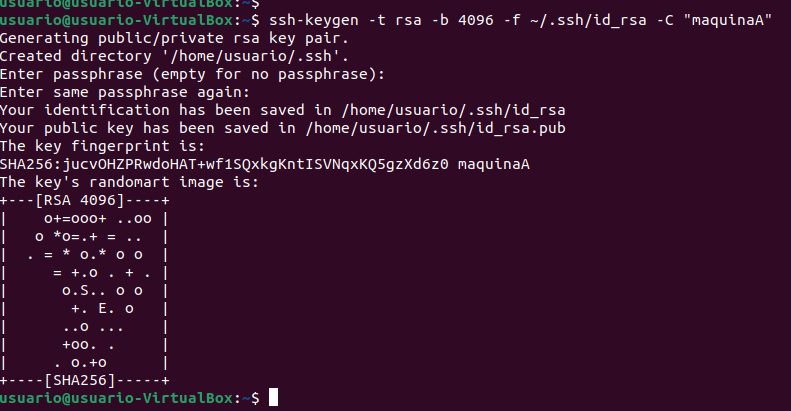 usuario@usuario-VirtualBox:~$
usuario@usuario-VirtualBox:~$ ssh-keygen -t rsa -b 4096 -f ~/.ssh/id_rsa -C "maquinaA"
Generating public/private rsa key pair.
Created directory '/home/usuario/.ssh'.
Enter passphrase (empty for no passphrase):
Enter same passphrase again:
Your identification has been saved in /home/usuario/.ssh/id_rsa
Your public key has been saved in /home/usuario/.ssh/id_rsa.pub
The key fingerprint is:
SHA256:jucvOHZPRwdoHAT+wf1SQxkgKntISVNqxKQ5gzXd6z0 maquinaA
The key's randomart image is:
+---[RSA 4096]----+
|    o+=ooo+ ..oo |
|   o *o=.+ = ..  |
|  . = * o.* o o  |
|     = +.o . + . |
|      o.S.. o o  |
|       +. E. o   |
|      ..o ...    |
|      +oo. .     |
|     . o.+o      |
+----[SHA256]-----+
usuario@usuario-VirtualBox:~$